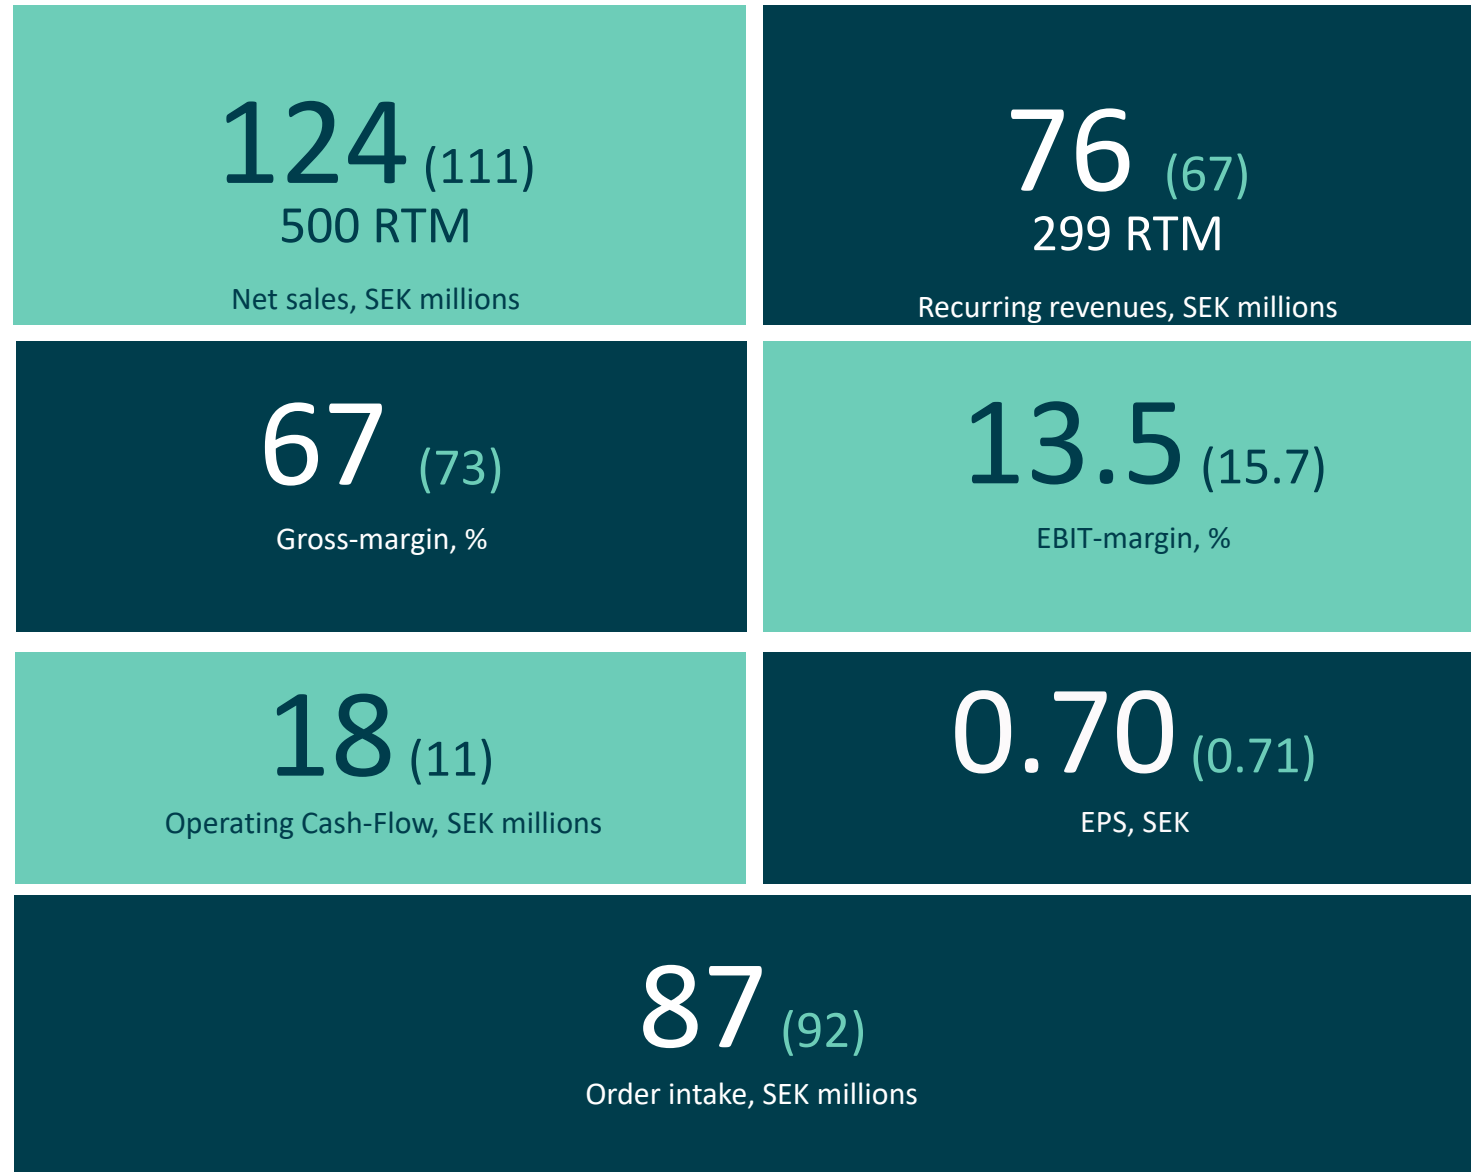 124 (111)
500 RTM
Net sales, SEK millions
76 (67)
299 RTM
Recurring revenues, SEK millions
67 (73)
Gross-margin, %
13.5 (15.7)
EBIT-margin, %
18 (11)
Operating Cash-Flow, SEK millions
0.70 (0.71)
EPS, SEK
87 (92)
Order intake, SEK millions